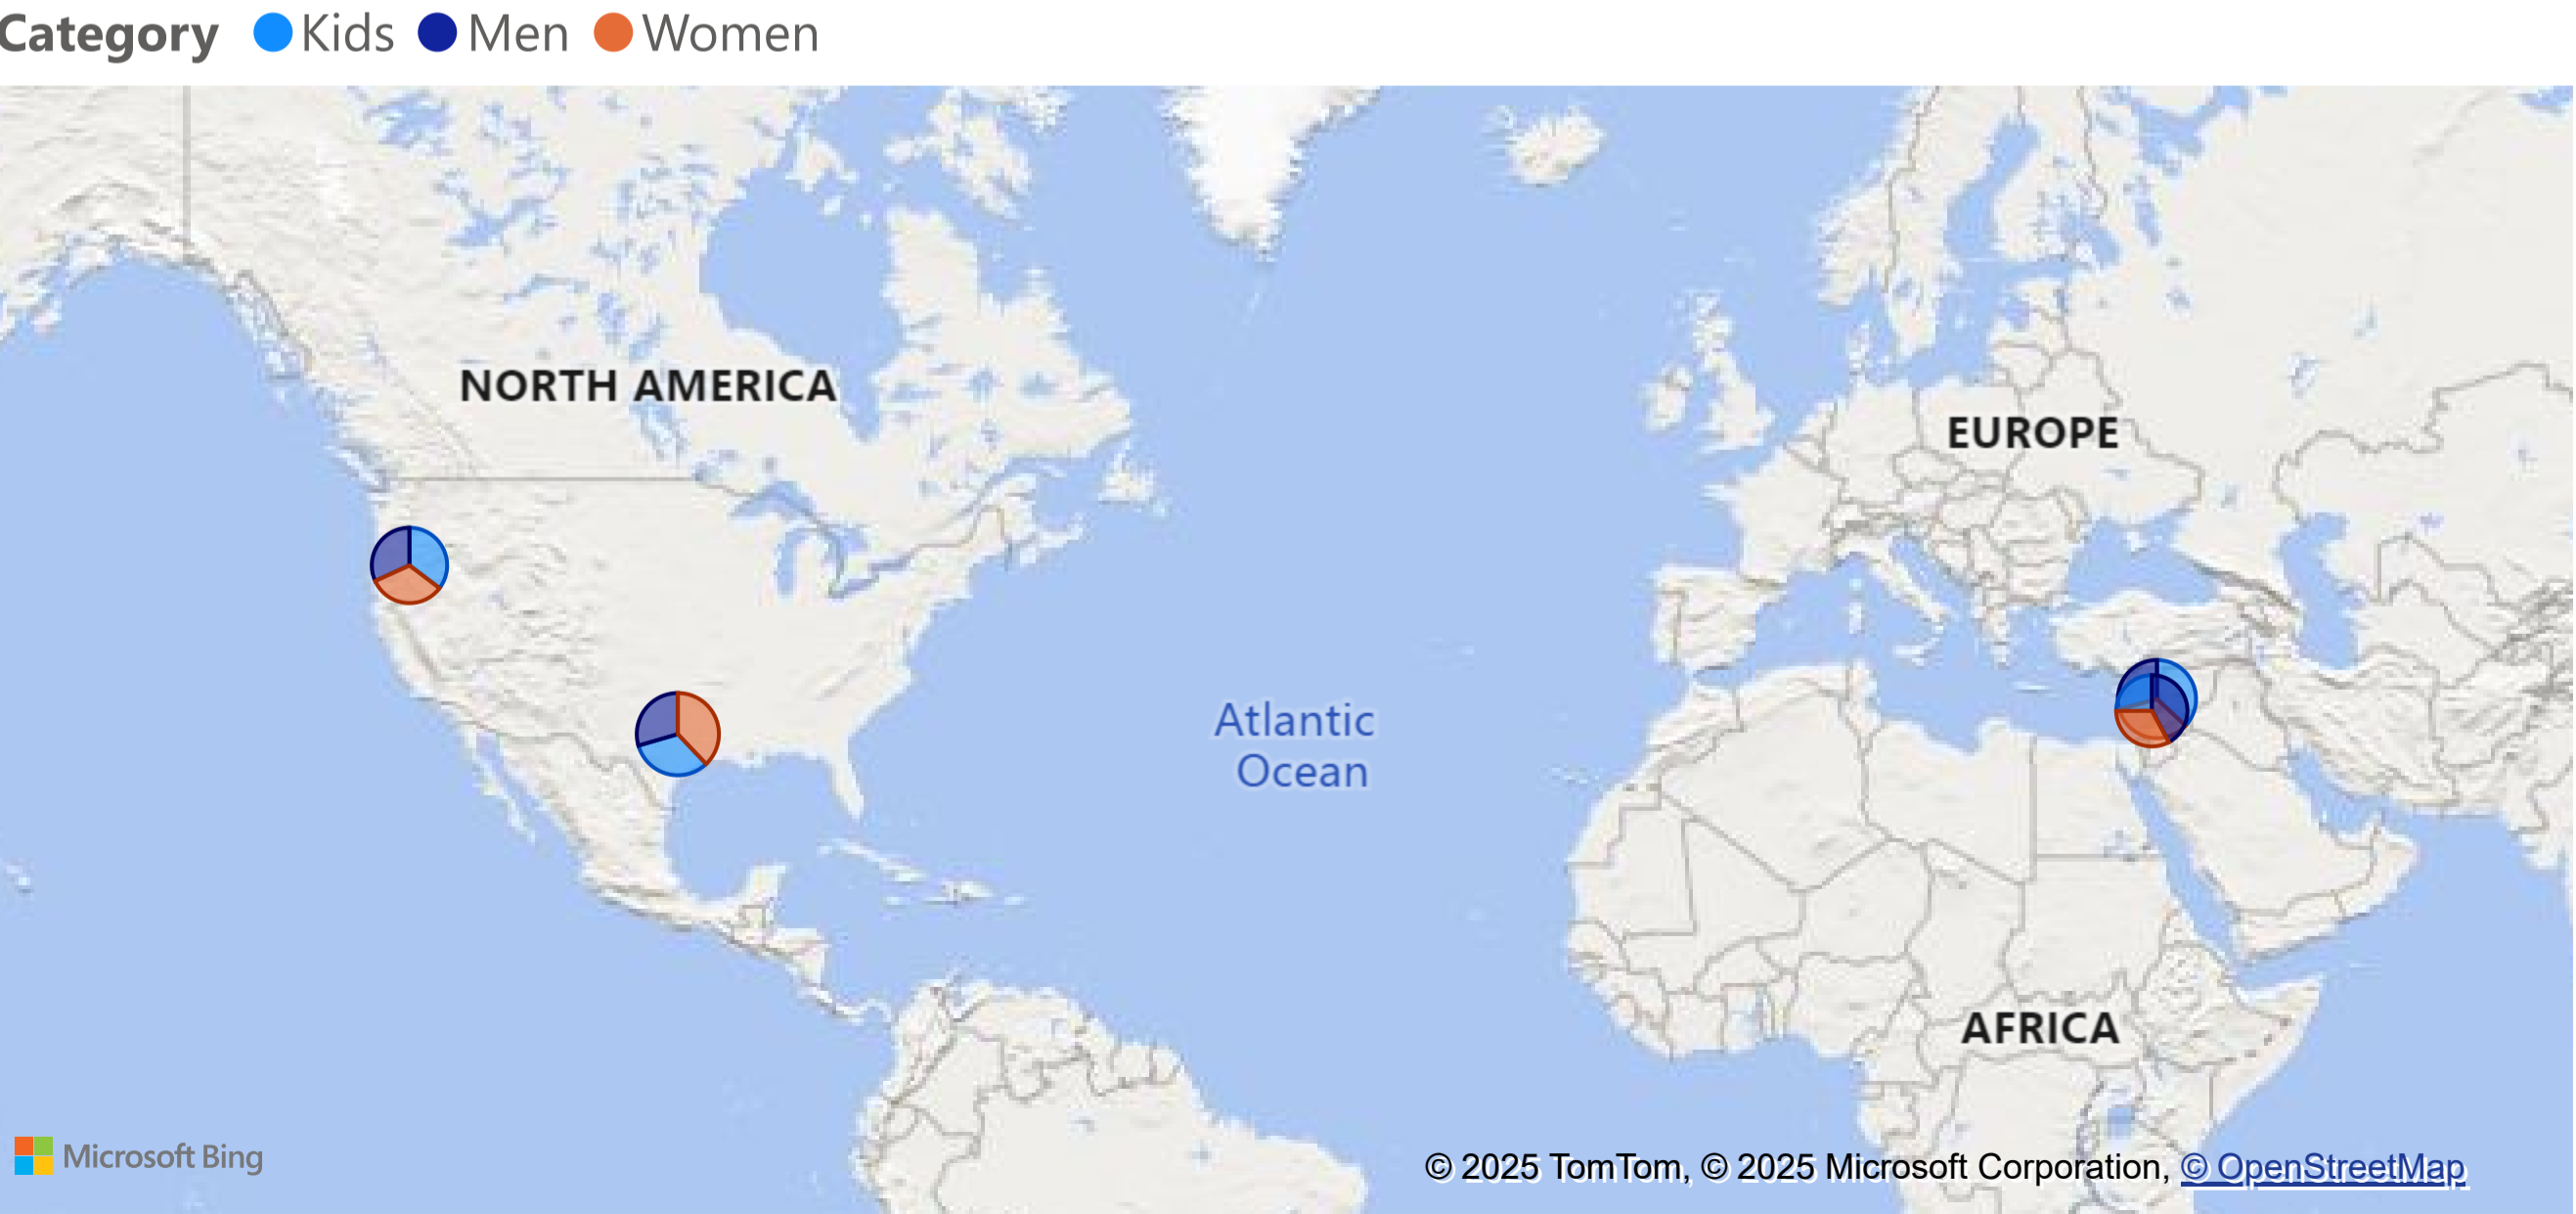 Category Kids Men Women
NORTH AMERICA
EUROPE
Atlantic
Ocean
AFRICA
Microsoft Bing
© 2025 TomTom, © 2025 Microsoft Corporation, © OpenStreetMap